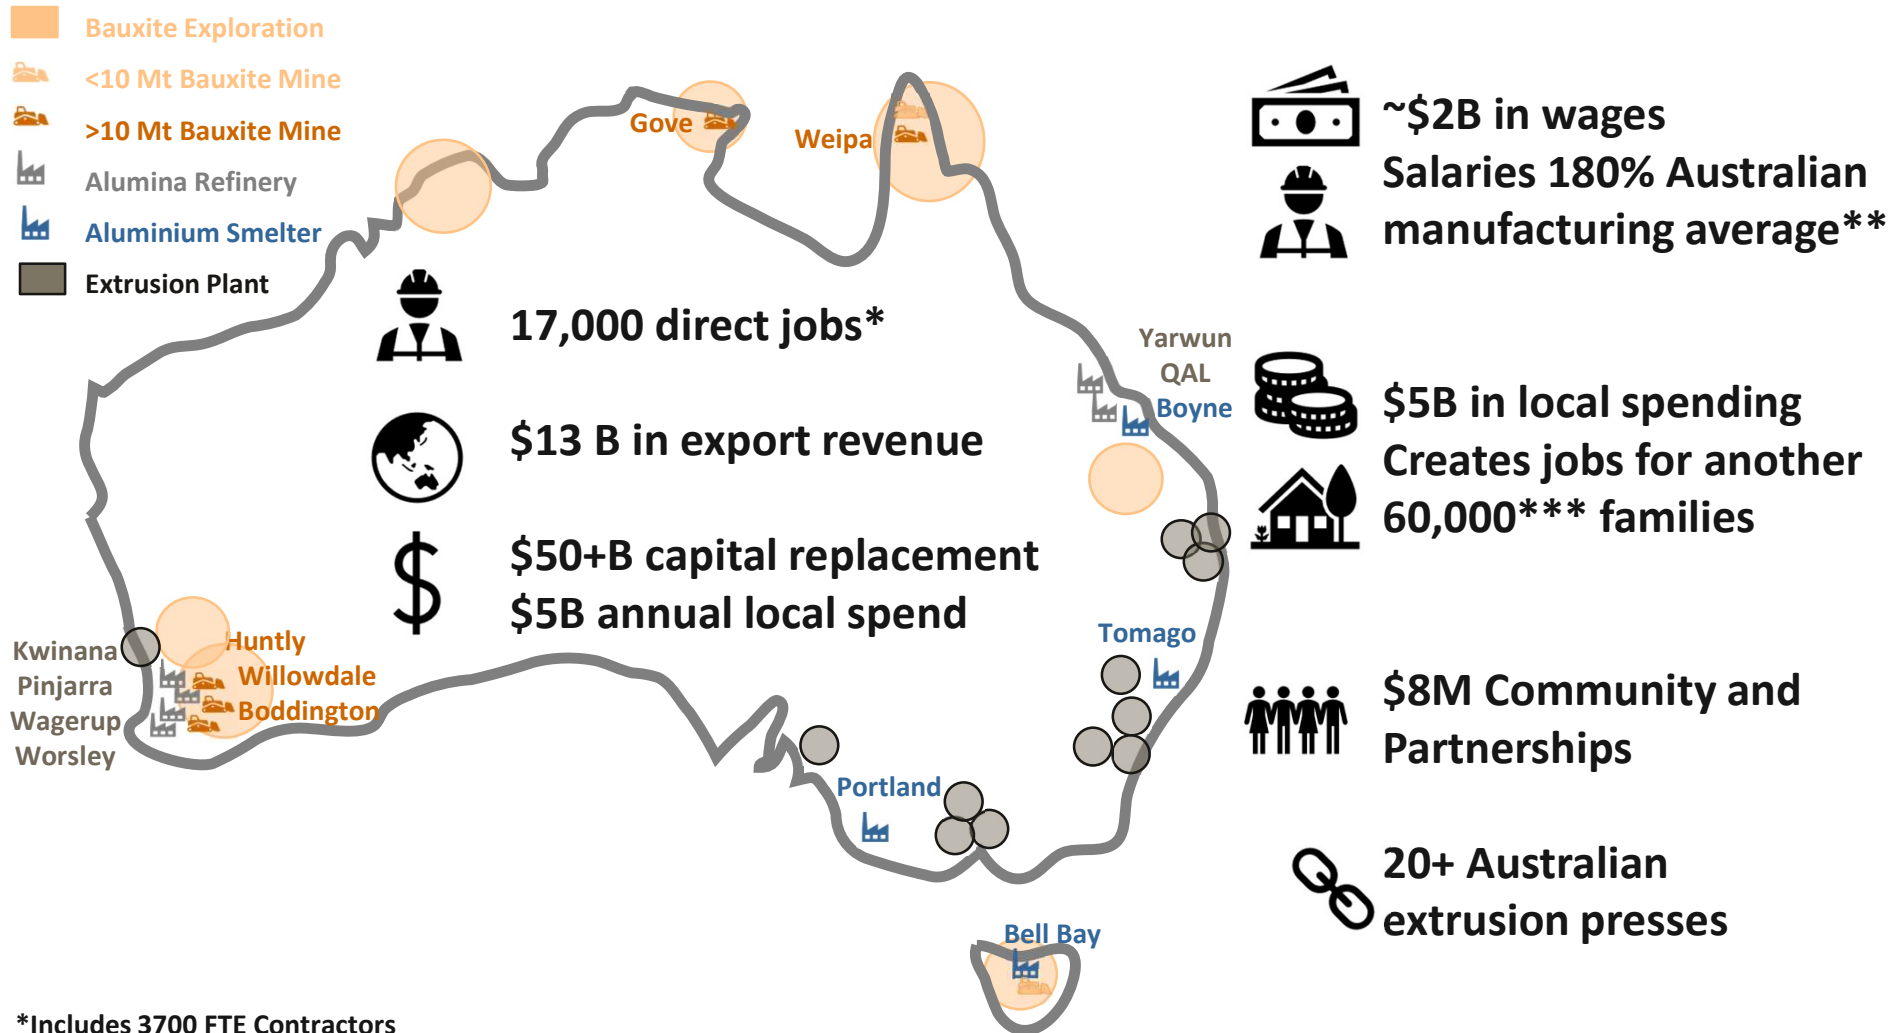 Bauxite Exploration
<10 Mt Bauxite Mine
>10 Mt Bauxite Mine
Alumina Refinery
Aluminium Smelter
Extrusion Plant
Gove
Weipa
~$2B in wages
Salaries 180% Australian
manufacturing average**
17,000 direct jobs*
$13 B in export revenue
$50+B capital replacement
$5B annual local spend
Yarwun
QAL
Boyne
$5B in local spending
Creates jobs for another
60,000*** families
Huntly
Willowdale
Boddington
Kwinana
Pinjarra
Wagerup
Worsley
Tomago
Portland
$8M Community and
Partnerships
20+ Australian
extrusion presses
Bell Bay
*Includes 3700 FTE Contractors